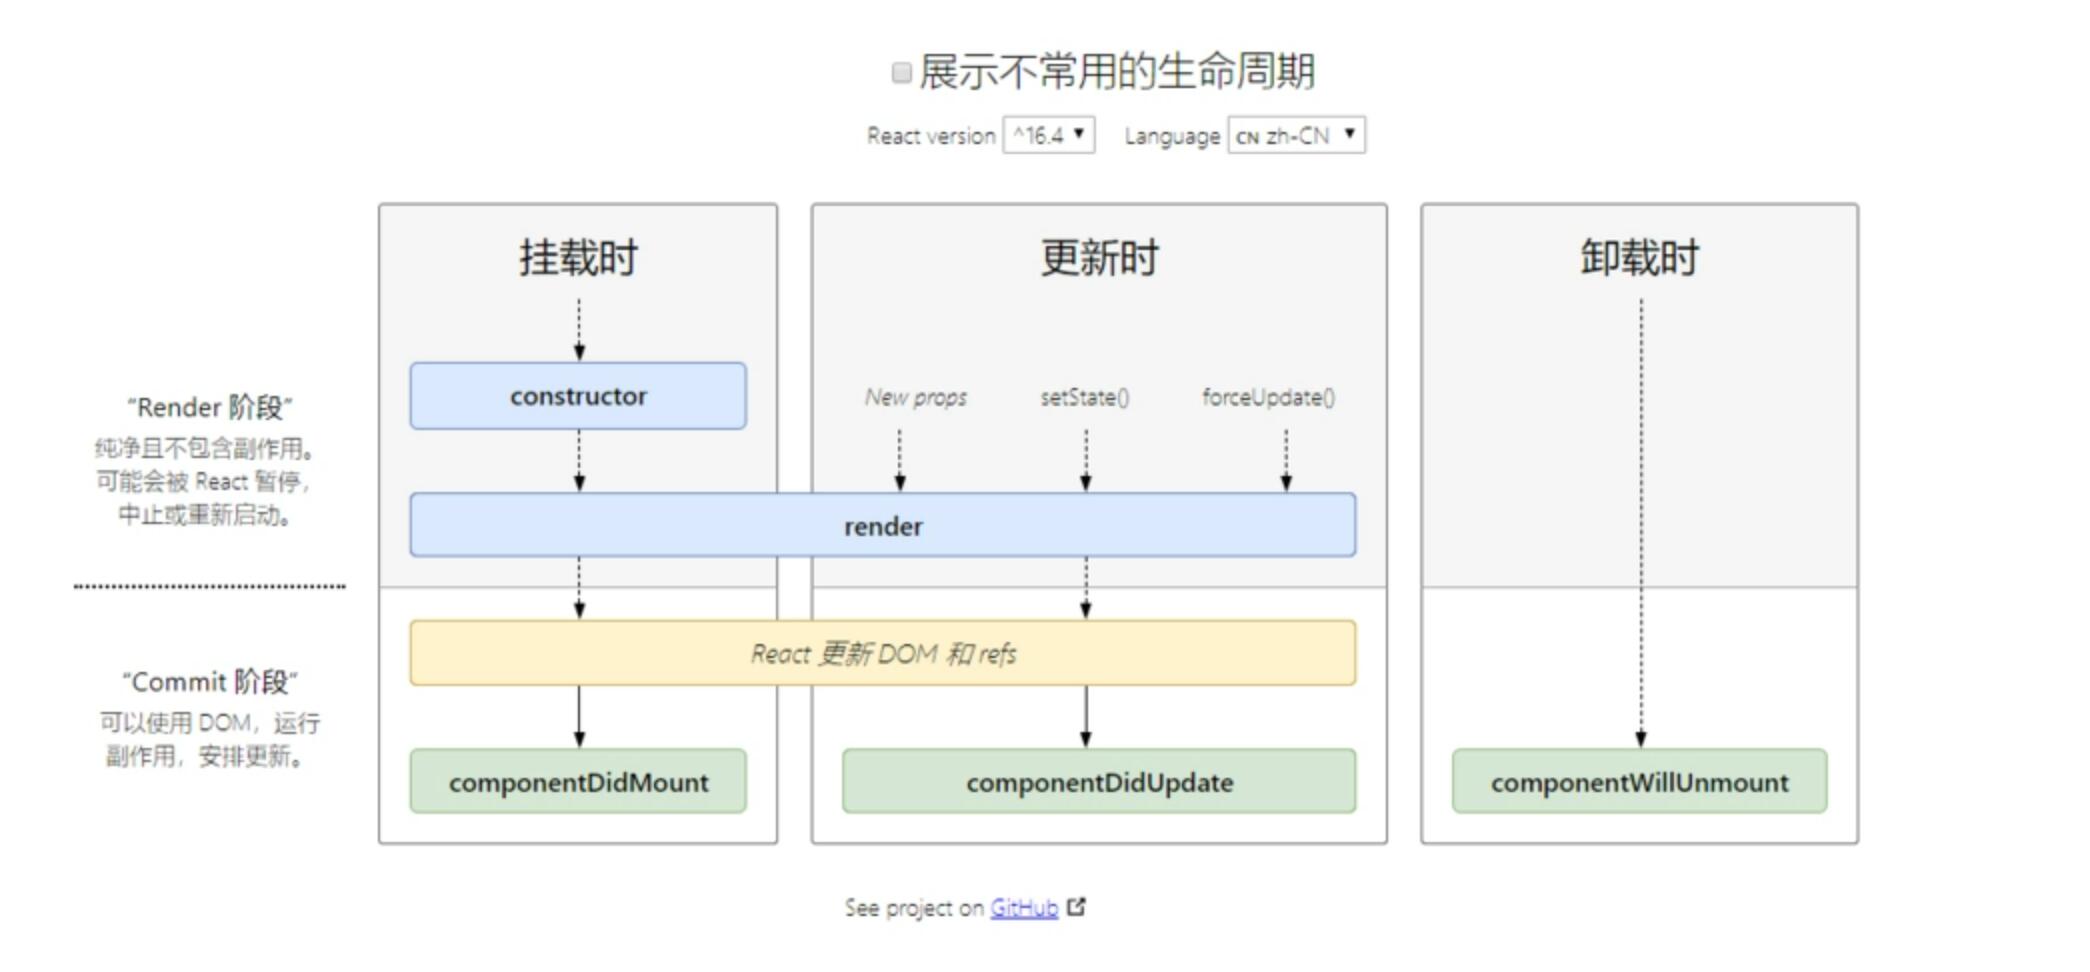 展示不常用的生命周期
React version ^16.4 Language CN zh-CN
挂载时
更新时
卸载时
“Render 阶段”
纯净且不包含副作用。
可能会被 React 暂停，
中止或重新启动。
constructor
New props
setState()
forceUpdate()
render
“Commit 阶段”
可以使用 DOM，运行
副作用，安排更新。
React 更新 DOM 和 refs
componentDidMount
componentDidUpdate
componentWillUnmount
See project on GitHub